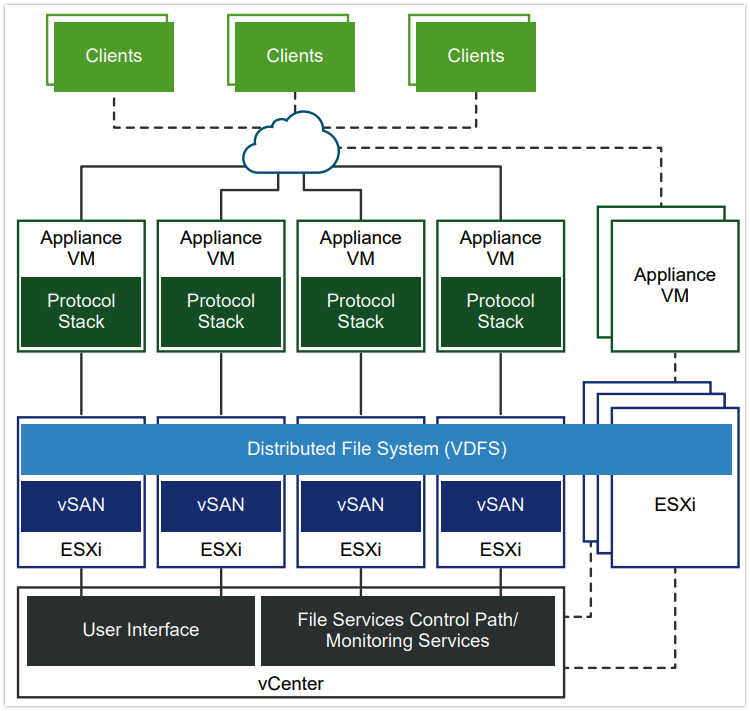 Clients
Clients
Clients
Appliance
VM
Appliance
VM
Appliance
VM
Appliance
VM
Appliance
VM
Protocol
Stack
Protocol
Stack
Protocol
Stack
Protocol
Stack
Distributed File System (VDFS)
vSAN
vSAN
vSAN
vSAN
ESXi
ESXi
ESXi
ESXi
ESXi
User Interface
File Services Control Path/
Monitoring Services
vCenter